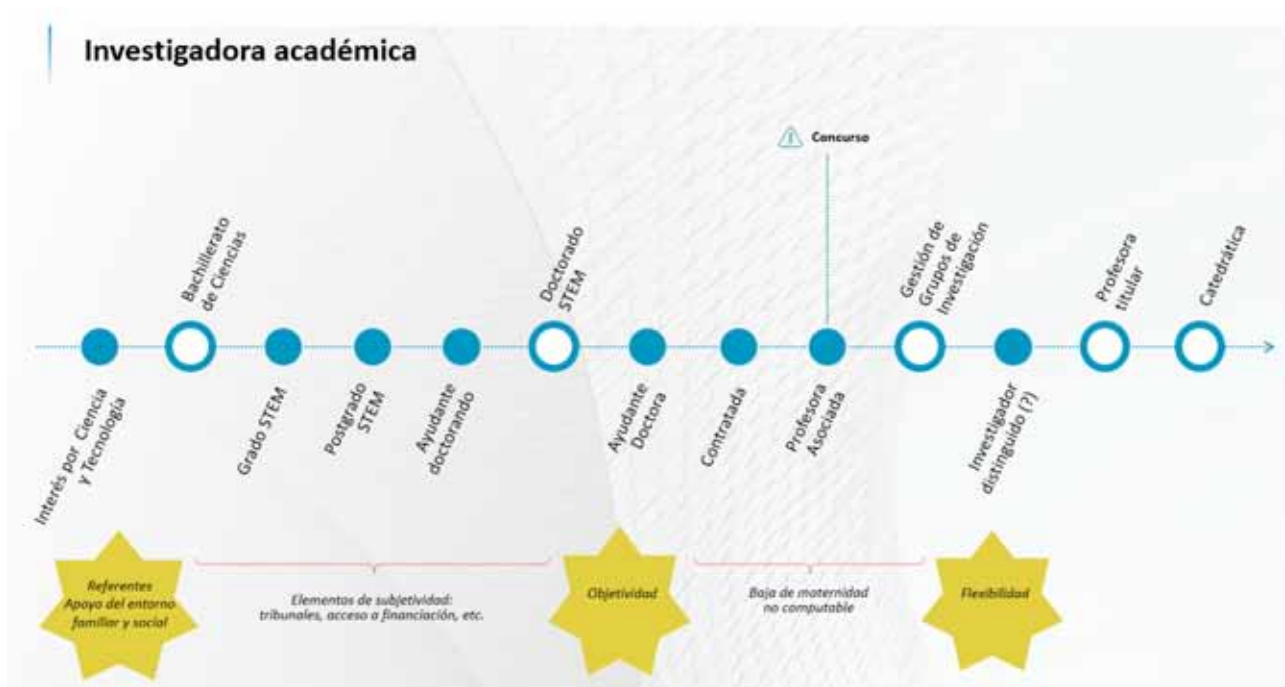 Investigadora académica
Concurso
Interés por Ciencia
y Tecnología
Bachillerato
de Ciencias
Grado STEM
Postgrado
STEM
Ayudante
doctorando
Doctorado
STEM
Ayudante
Doctora
Contratada
Profesora
Asociada
Gestión de
Grupos de
Investigación
Investigador
distinguido (?)
Profesora
titular
Catedrática
Referentes
Apoyo del entorno
familiar y social
Elementos de subjetividad:
tribunales, acceso a financiación, etc.
Objetividad
Baja de maternidad
no computable
Flexibilidad